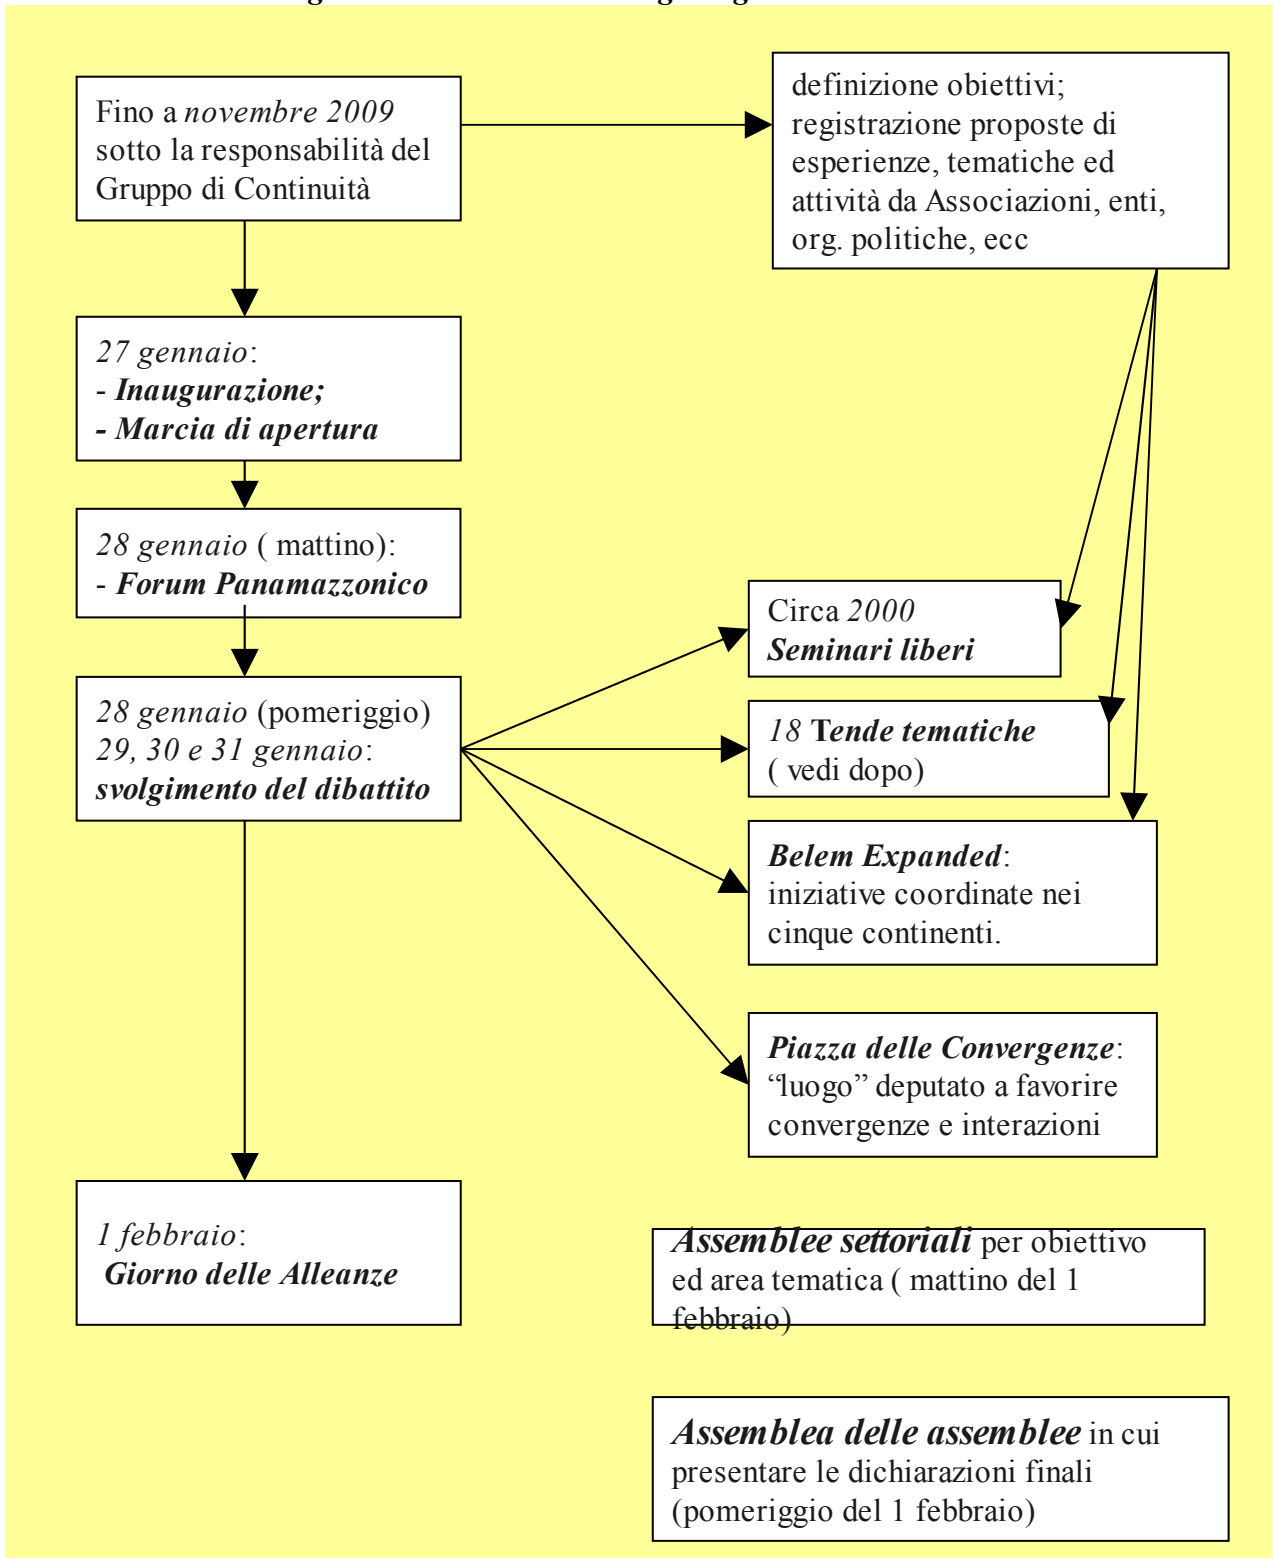 Fino a novembre 2009
sotto la responsabilità del
Gruppo di Continuità
definizione obiettivi;
registrazione proposte di
esperienze, tematiche ed
attività da Associazioni, enti,
org. politiche, ecc
27 gennaio:
- Inaugurazione;
- Marcia di apertura
28 gennaio ( mattino):
- Forum Panamazzonico
28 gennaio (pomeriggio)
29, 30 e 31 gennaio:
svolgimento del dibattito
Circa 2000
Seminari liberi
18 Tende tematiche
( vedi dopo)
Belem Expanded:
iniziative coordinate nei
cinque continenti.
Piazza delle Convergenze:
“luogo” deputato a favorire
convergenze e interazioni
1 febbraio:
Giorno delle Alleanze
Assemblee settoriali per obiettivo
ed area tematica ( mattino del 1
febbraio)
Assemblea delle assemblee in cui
presentare le dichiarazioni finali
(pomeriggio del 1 febbraio)